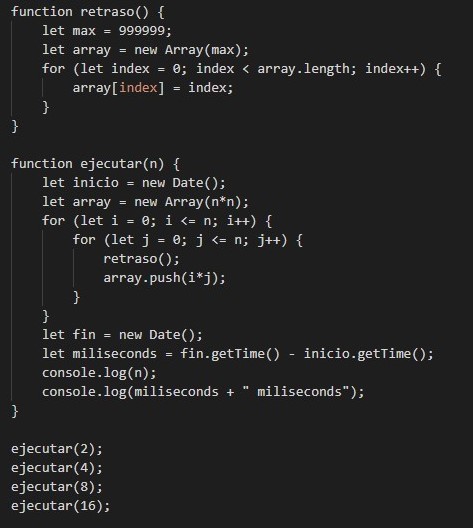 function retraso() {
    let max = 999999;
    let array = new Array(max);
    for (let index = 0; index < array.length; index++) {
        array[index] = index;
    }
}

function ejecutar(n) {
    let inicio = new Date();
    let array = new Array(n*n);
    for (let i = 0; i <= n; i++) {
        for (let j = 0; j <= n; j++) {
            retraso();
            array.push(i*j);
        }
    }
    let fin = new Date();
    let miliseconds = fin.getTime() - inicio.getTime();
    console.log(n);
    console.log(miliseconds + " miliseconds");
}

ejecutar(2);
ejecutar(4);
ejecutar(8);
ejecutar(16);